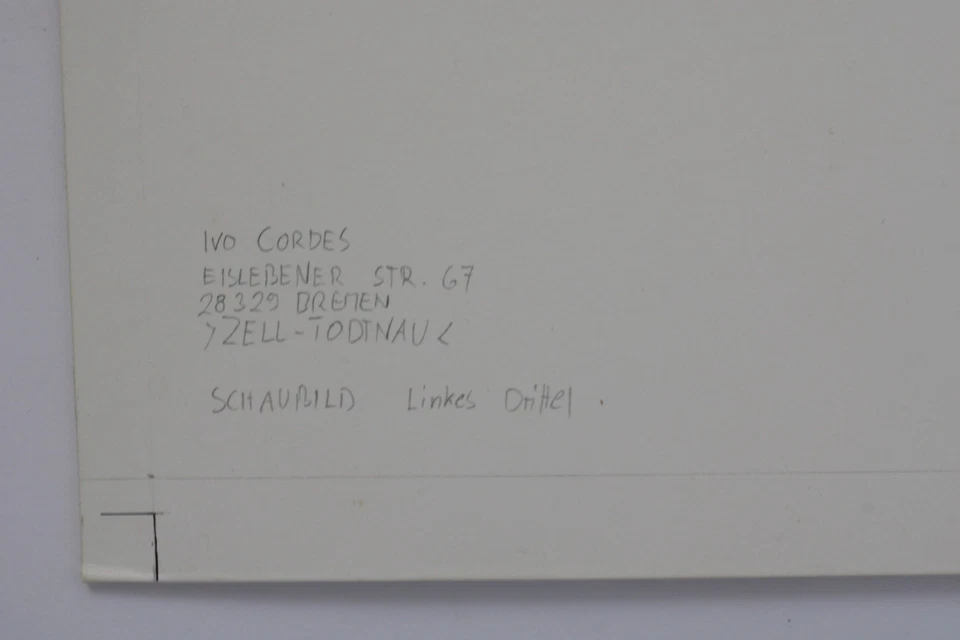 IVO CORDES
EISLEBENER STR. 67
28329 BREMEN
>ZELL-TODTNAU<
SCHAUBILD Linkes Drittel .